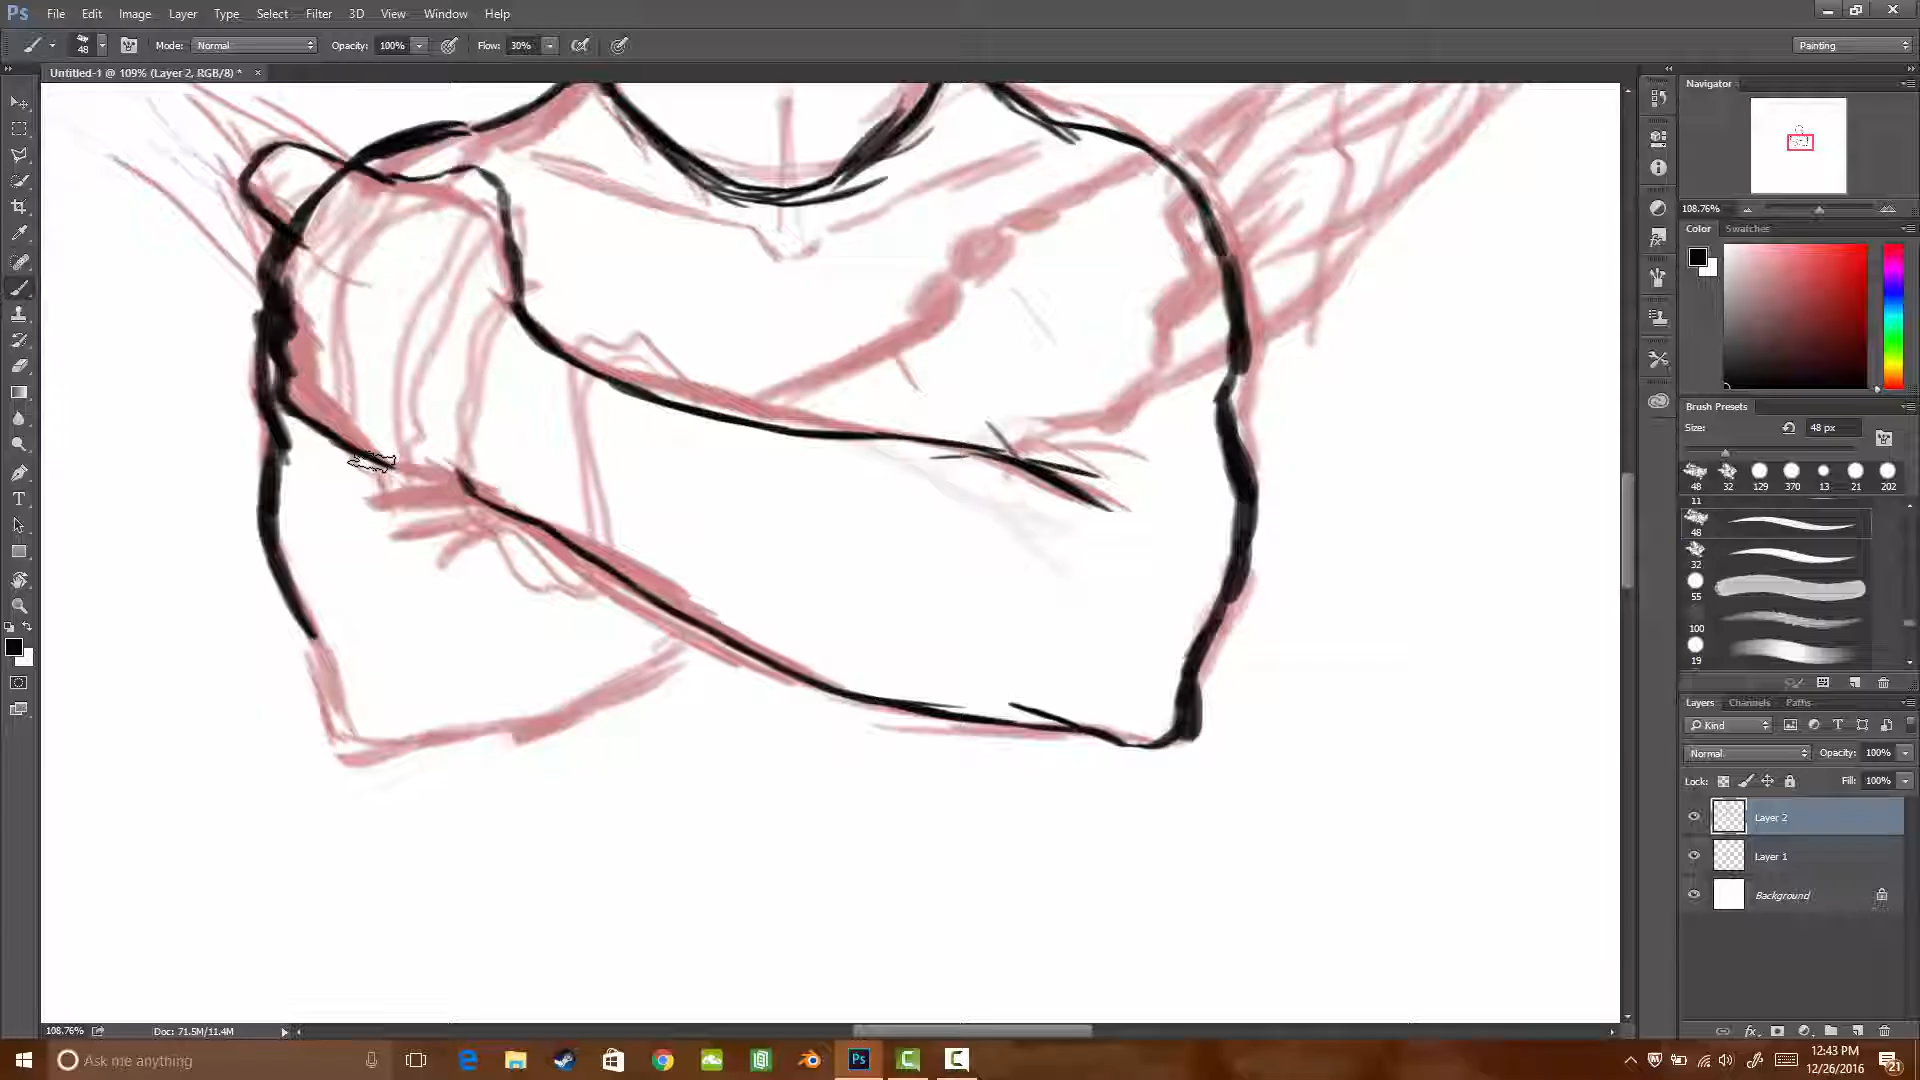 Ps File Edit Image Layer Type Select Filter 3D View Window Help
48 Mode: Normal Opacity: 100% Flow: 30% Painting
Untitled-1 @ 109% (Layer 2, RGB/8) * ×
Navigator
108.76%
Color Swatches
Brush Presets
Size: 48 px
48 32 129 370 13 21 202
11
48
32
55
100
19
Layers Channels Paths
Kind
Normal Opacity: 100%
Lock: Fill: 100%
Layer 2
Layer 1
Background
108.76% Doc: 71.5M/11.4M
Ask me anything
Ps
12:43 PM
12/26/2016
21